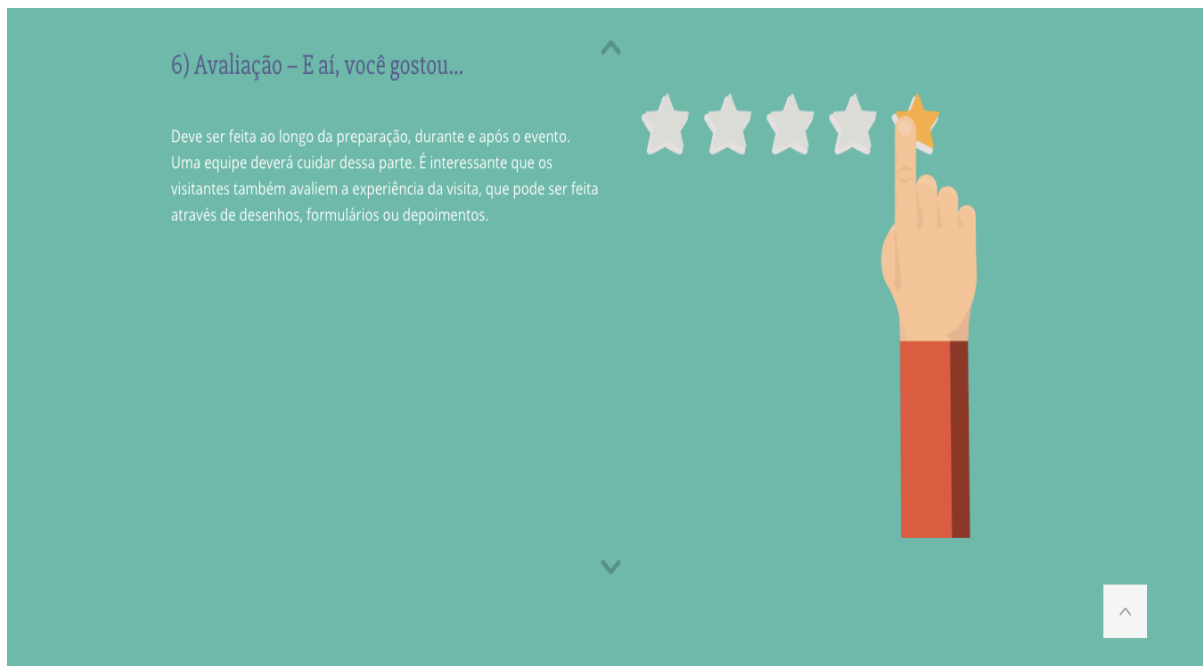 6) Avaliação – E aí, você gostou...
Deve ser feita ao longo da preparação, durante e após o evento.
Uma equipe deverá cuidar dessa parte. É interessante que os
visitantes também avaliem a experiência da visita, que pode ser feita
através de desenhos, formulários ou depoimentos.